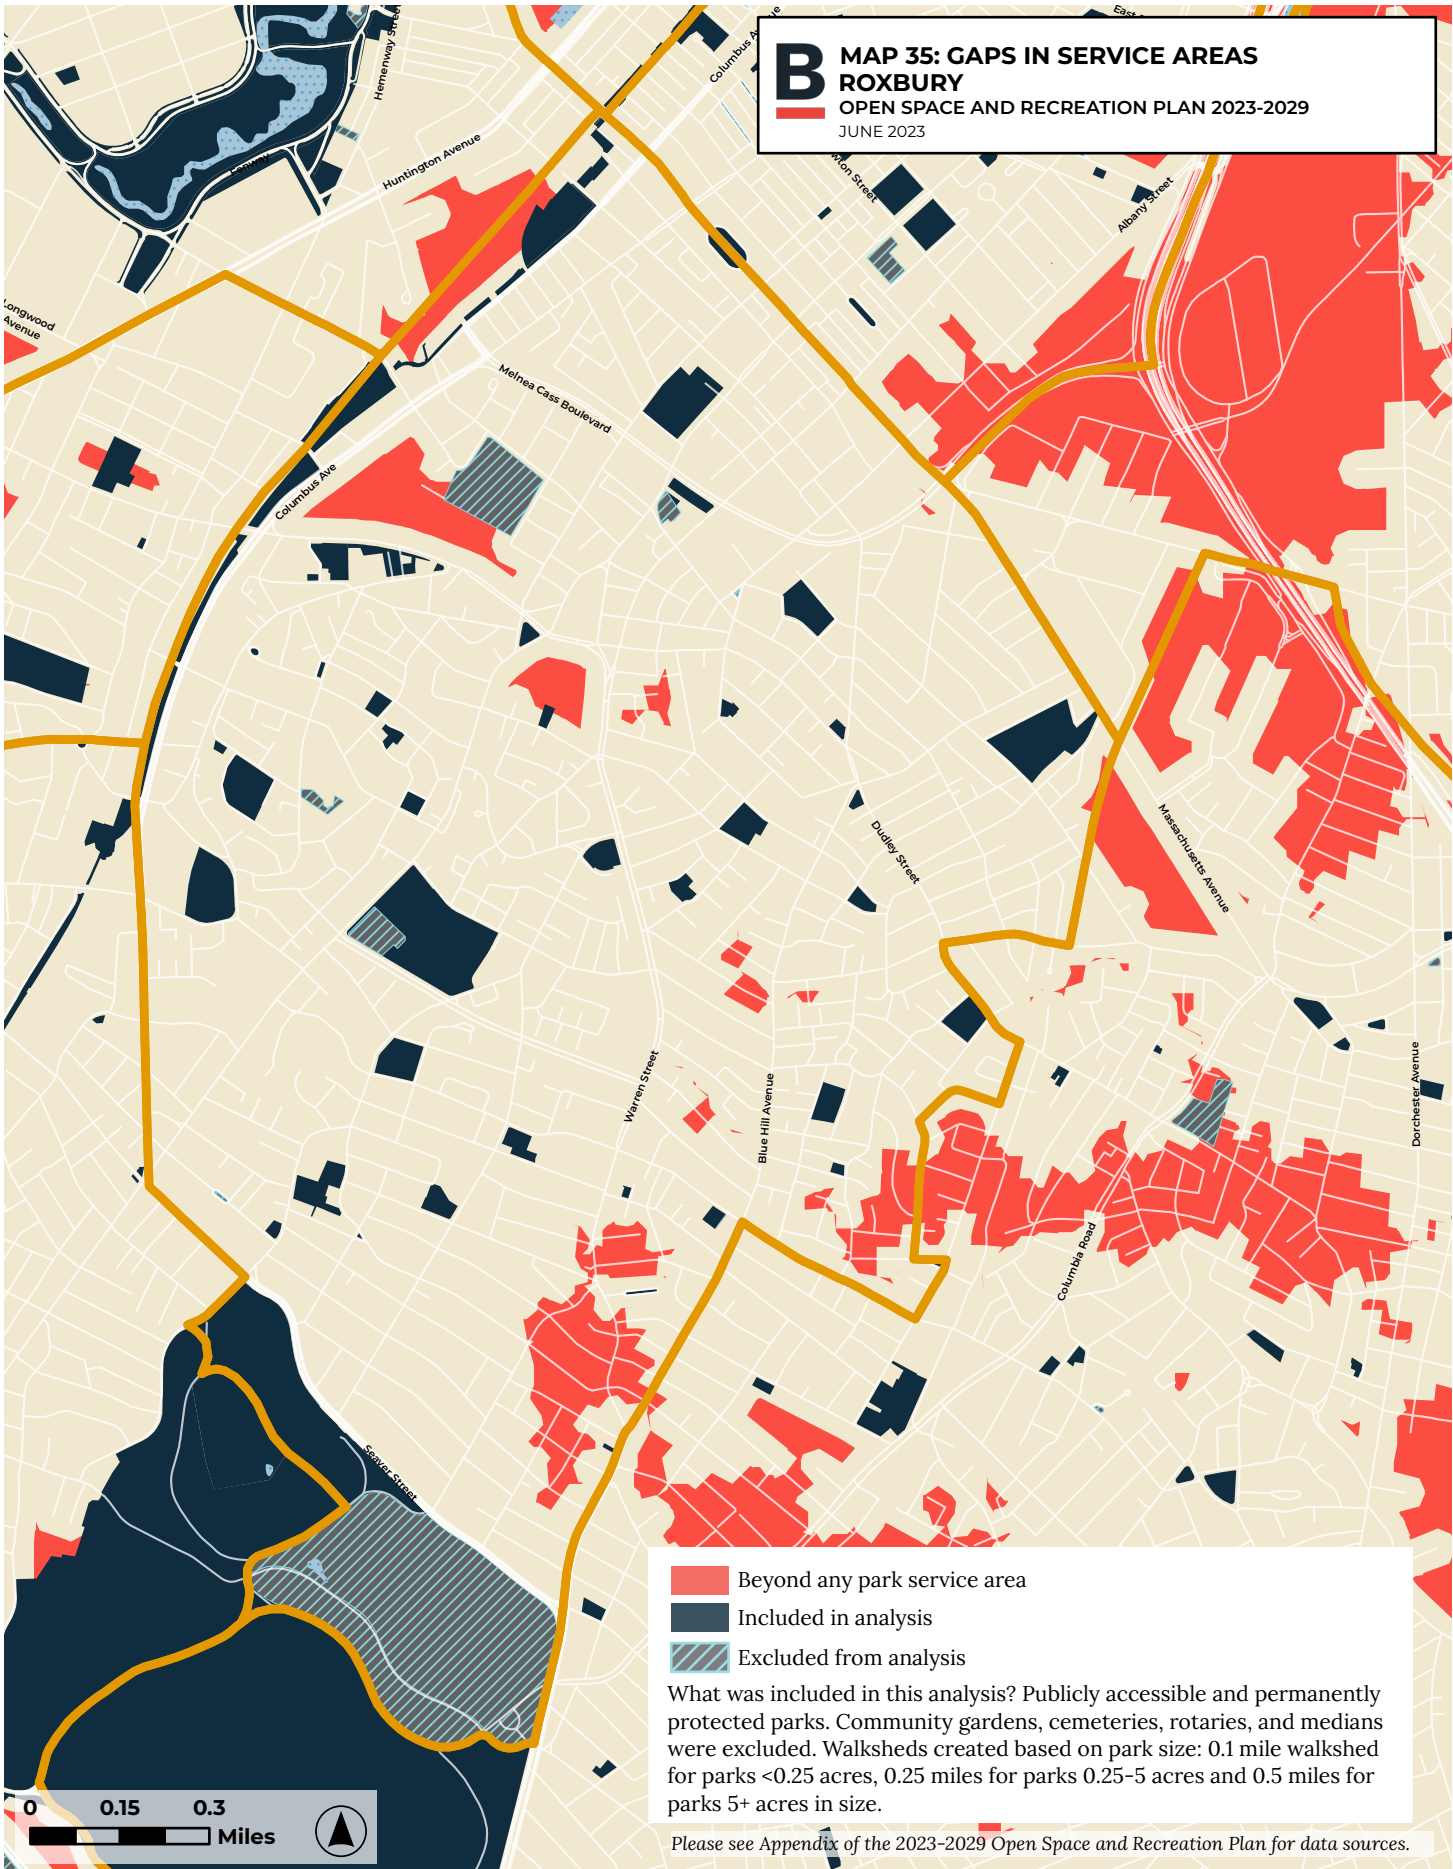 B
MAP 35: GAPS IN SERVICE AREAS
ROXBURY
OPEN SPACE AND RECREATION PLAN 2023-2029
JUNE 2023
Hemenway Street
Columbus
East
Fenway
Huntington Avenue
Street
Albany Street
Longwood
Avenue
Melnea Cass Boulevard
Columbus Ave
Dudley Street
Massachusetts Avenue
Warren Street
Blue Hill Avenue
Dorchester Avenue
Columbia Road
Seaver Street
Beyond any park service area
Included in analysis
Excluded from analysis
What was included in this analysis? Publicly accessible and permanently
protected parks. Community gardens, cemeteries, rotaries, and medians
were excluded. Walksheds created based on park size: 0.1 mile walkshed
for parks <0.25 acres, 0.25 miles for parks 0.25-5 acres and 0.5 miles for
parks 5+ acres in size.
0 0.15 0.3
Miles
Please see Appendix of the 2023-2029 Open Space and Recreation Plan for data sources.